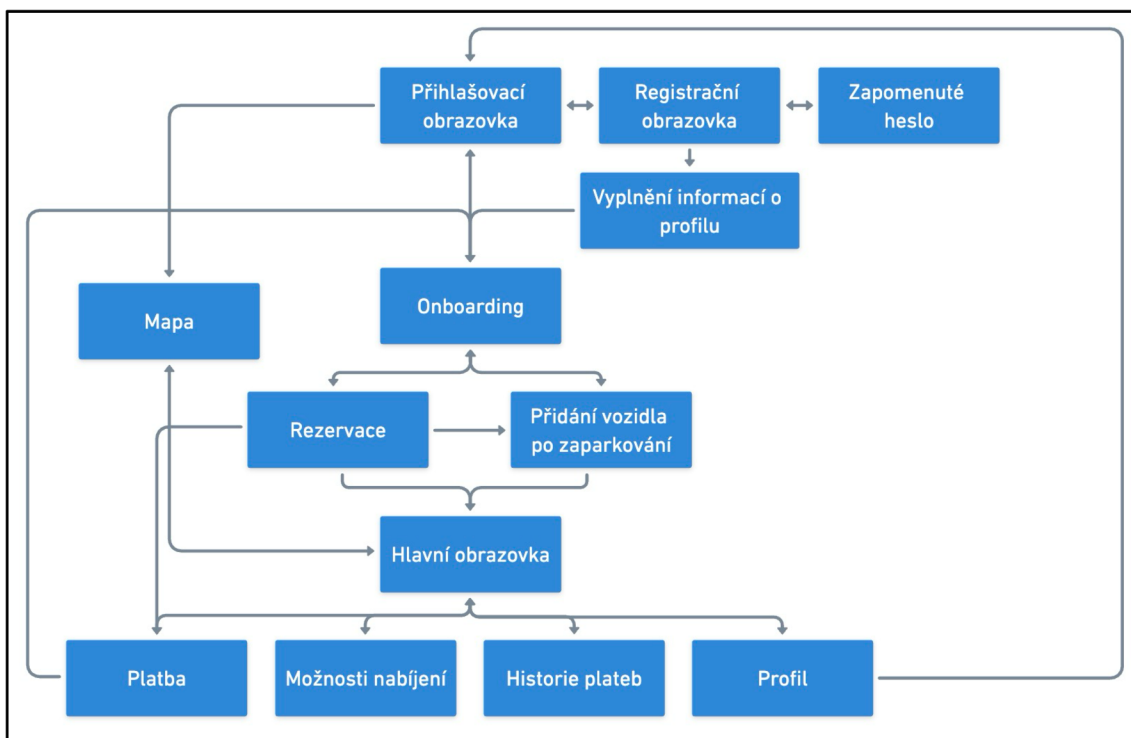 Přihlašovací
obrazovka
Registrační
obrazovka
Zapomenuté
heslo
Vyplnění informací o
profilu
Mapa
Onboarding
Rezervace
Přidání vozidla
po zaparkování
Hlavní obrazovka
Platba
Možnosti nabíjení
Historie plateb
Profil